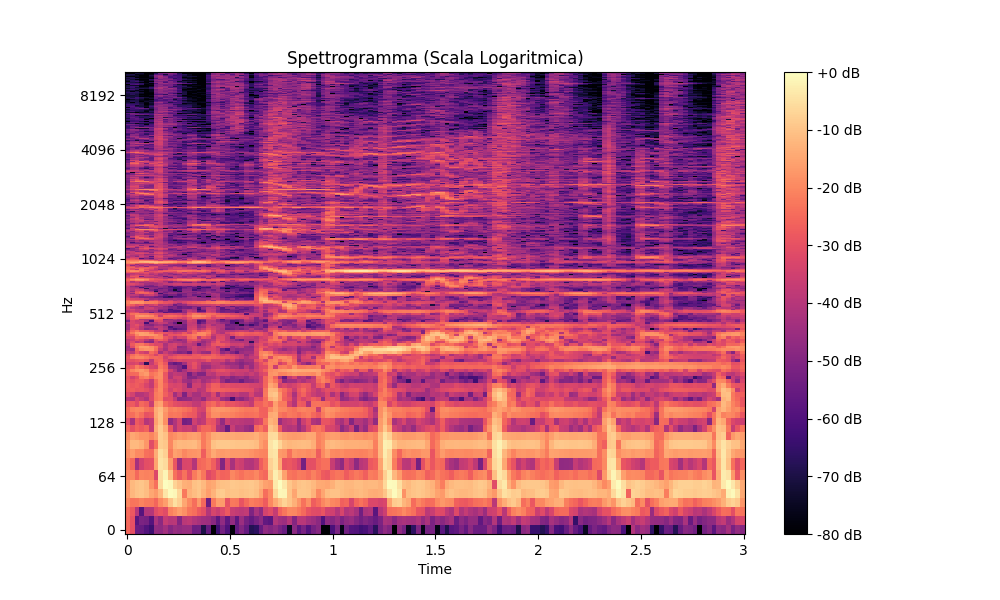 Spettrogramma (Scala Logaritmica)
8192
4096
2048
1024
512
256
128
64
0
Hz
0
0.5
1
1.5
2
2.5
3
Time
+0 dB
-10 dB
-20 dB
-30 dB
-40 dB
-50 dB
-60 dB
-70 dB
-80 dB